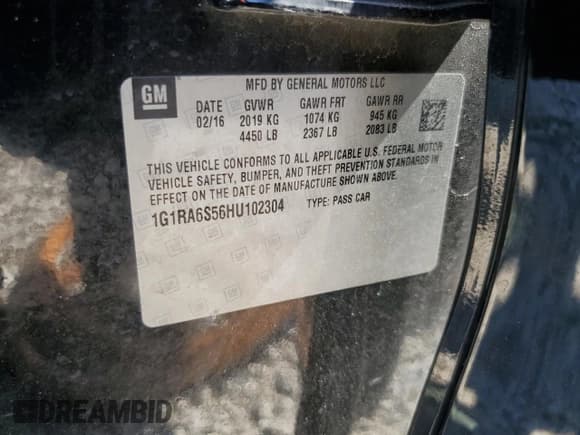 GM
MFD BY GENERAL MOTORS LLC
DATE GVWR GAWR FRT GAWR RR
02/16 2019 KG 1074 KG 945 KG
4450 LB 2367 LB 2083 LB
THIS VEHICLE CONFORMS TO ALL APPLICABLE U.S. FEDERAL MOTOR
VEHICLE SAFETY, BUMPER, AND THEFT PREVENTION STANDARDS IN
EFFECT ON THE DATE OF MANUFACTURE SHOWN ABOVE.
1G1RA6S56HU102304 TYPE: PASS CAR
DREAMBID